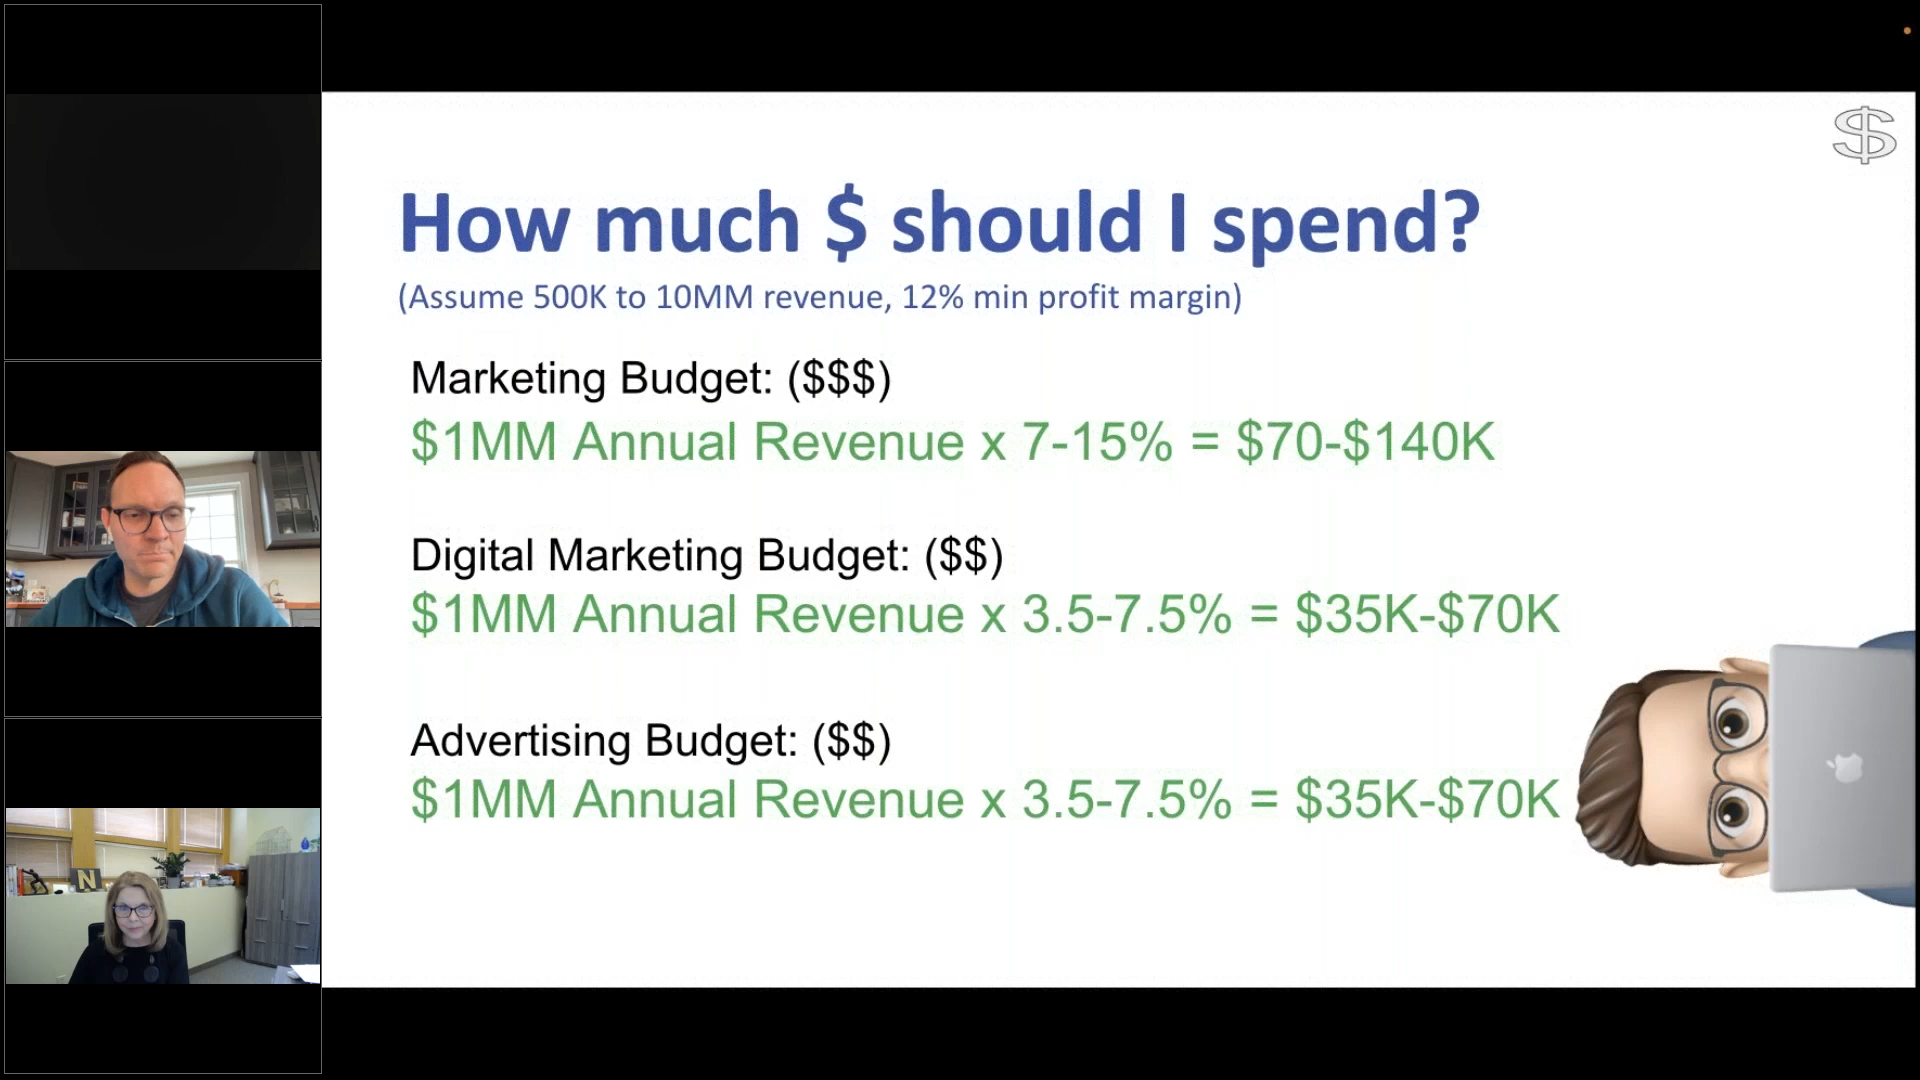 $
How much $ should I spend?
(Assume 500K to 10MM revenue, 12% min profit margin)
Marketing Budget: ($$$)
$1MM Annual Revenue x 7-15% = $70-$140K
Digital Marketing Budget: ($$)
$1MM Annual Revenue x 3.5-7.5% = $35K-$70K
Advertising Budget: ($$)
$1MM Annual Revenue x 3.5-7.5% = $35K-$70K
N